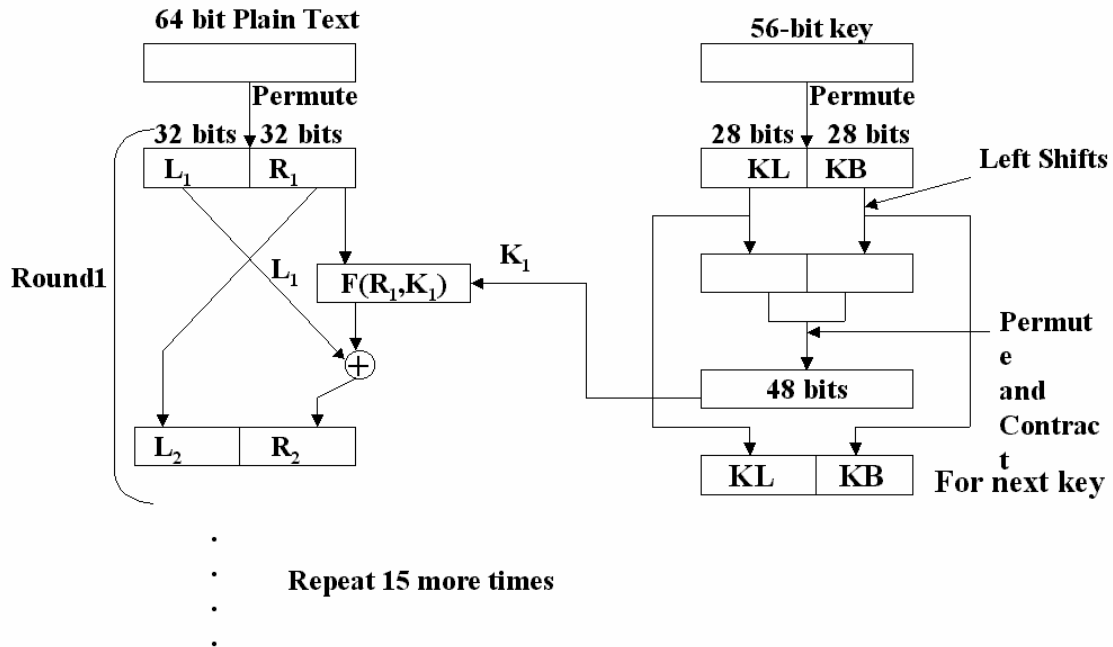 64 bit Plain Text
56-bit key
Permute
Permute
32 bits 32 bits
28 bits 28 bits
L₁ R₁
KL KB
Left Shifts
Round1
L₁
K₁
F(R₁,K₁)
+
Permut
e
and
Contract
t
48 bits
L₂ R₂
KL KB
For next key
.
.
Repeat 15 more times
.
.